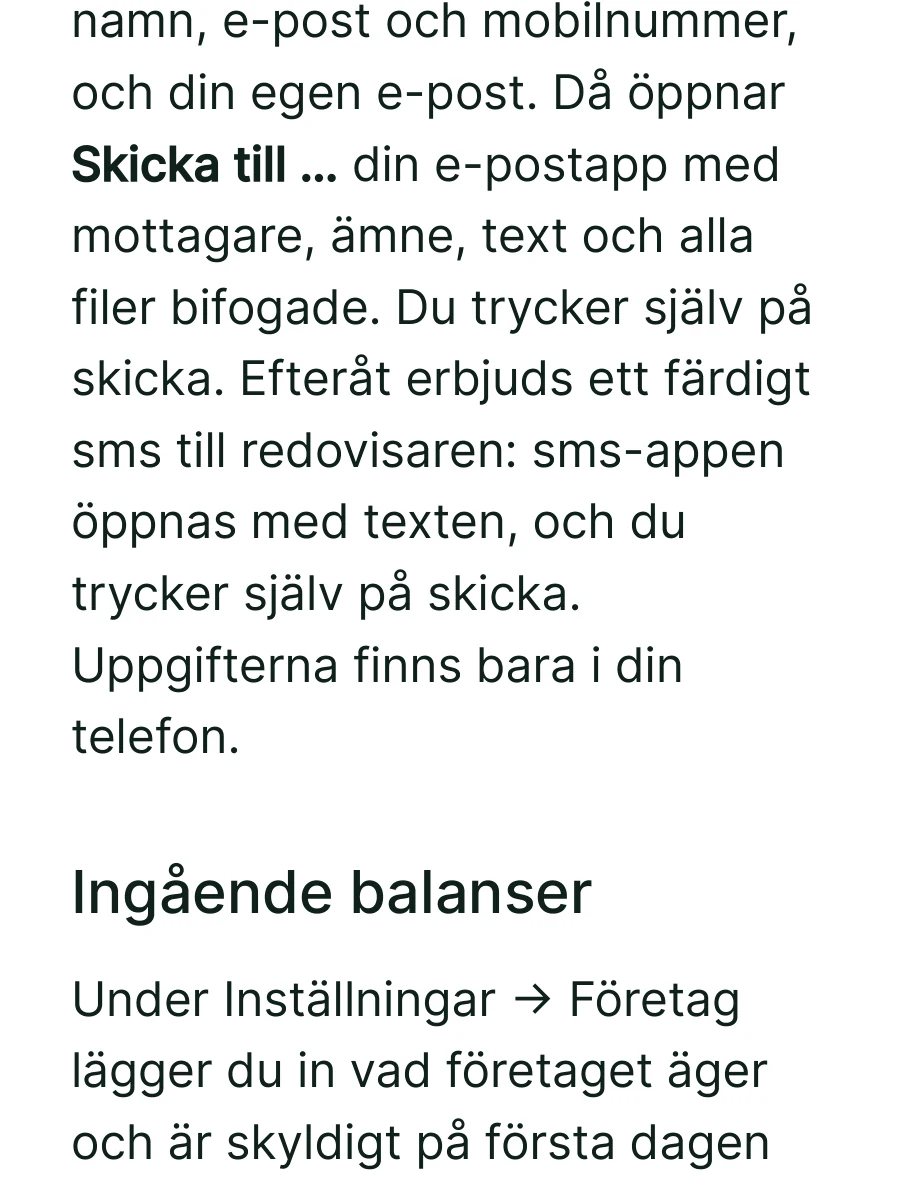 namn, e-post och mobilnummer,
och din egen e-post. Då öppnar
Skicka till ... din e-postapp med
mottagare, ämne, text och alla
filer bifogade. Du trycker själv på
skicka. Efteråt erbjuds ett färdigt
sms till redovisaren: sms-appen
öppnas med texten, och du
trycker själv på skicka.
Uppgifterna finns bara i din
telefon.
Ingående balanser
Under Inställningar → Företag
lägger du in vad företaget äger
och är skyldigt på första dagen